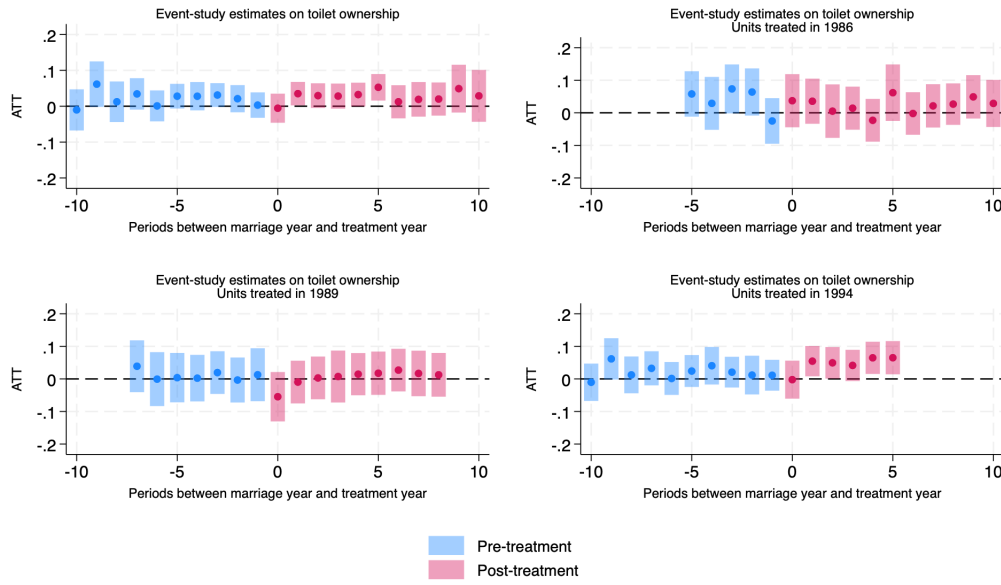 Event-study estimates on toilet ownership
.2
.1
0
-.1
-.2
ATT
-10
-5
0
5
10
Periods between marriage year and treatment year
Event-study estimates on toilet ownership
Units treated in 1986
.2
.1
0
-.1
-.2
ATT
-10
-5
0
5
10
Periods between marriage year and treatment year
Event-study estimates on toilet ownership
Units treated in 1989
.2
.1
0
-.1
-.2
ATT
-10
-5
0
5
10
Periods between marriage year and treatment year
Event-study estimates on toilet ownership
Units treated in 1994
.2
.1
0
-.1
-.2
ATT
-10
-5
0
5
10
Periods between marriage year and treatment year
Pre-treatment
Post-treatment